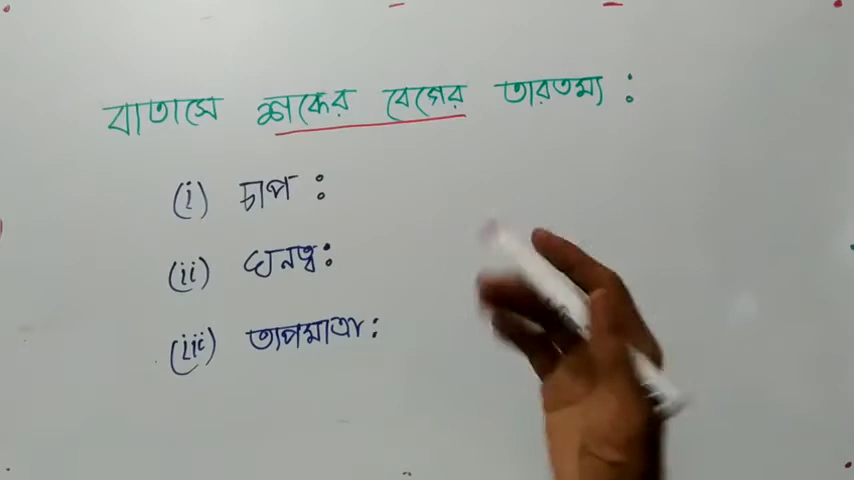 বাতাসে শব্দের বেগের তারতম্য :
(i) চাপ :
(ii) ঘনত্ব :
(iii) তাপমাত্রা :